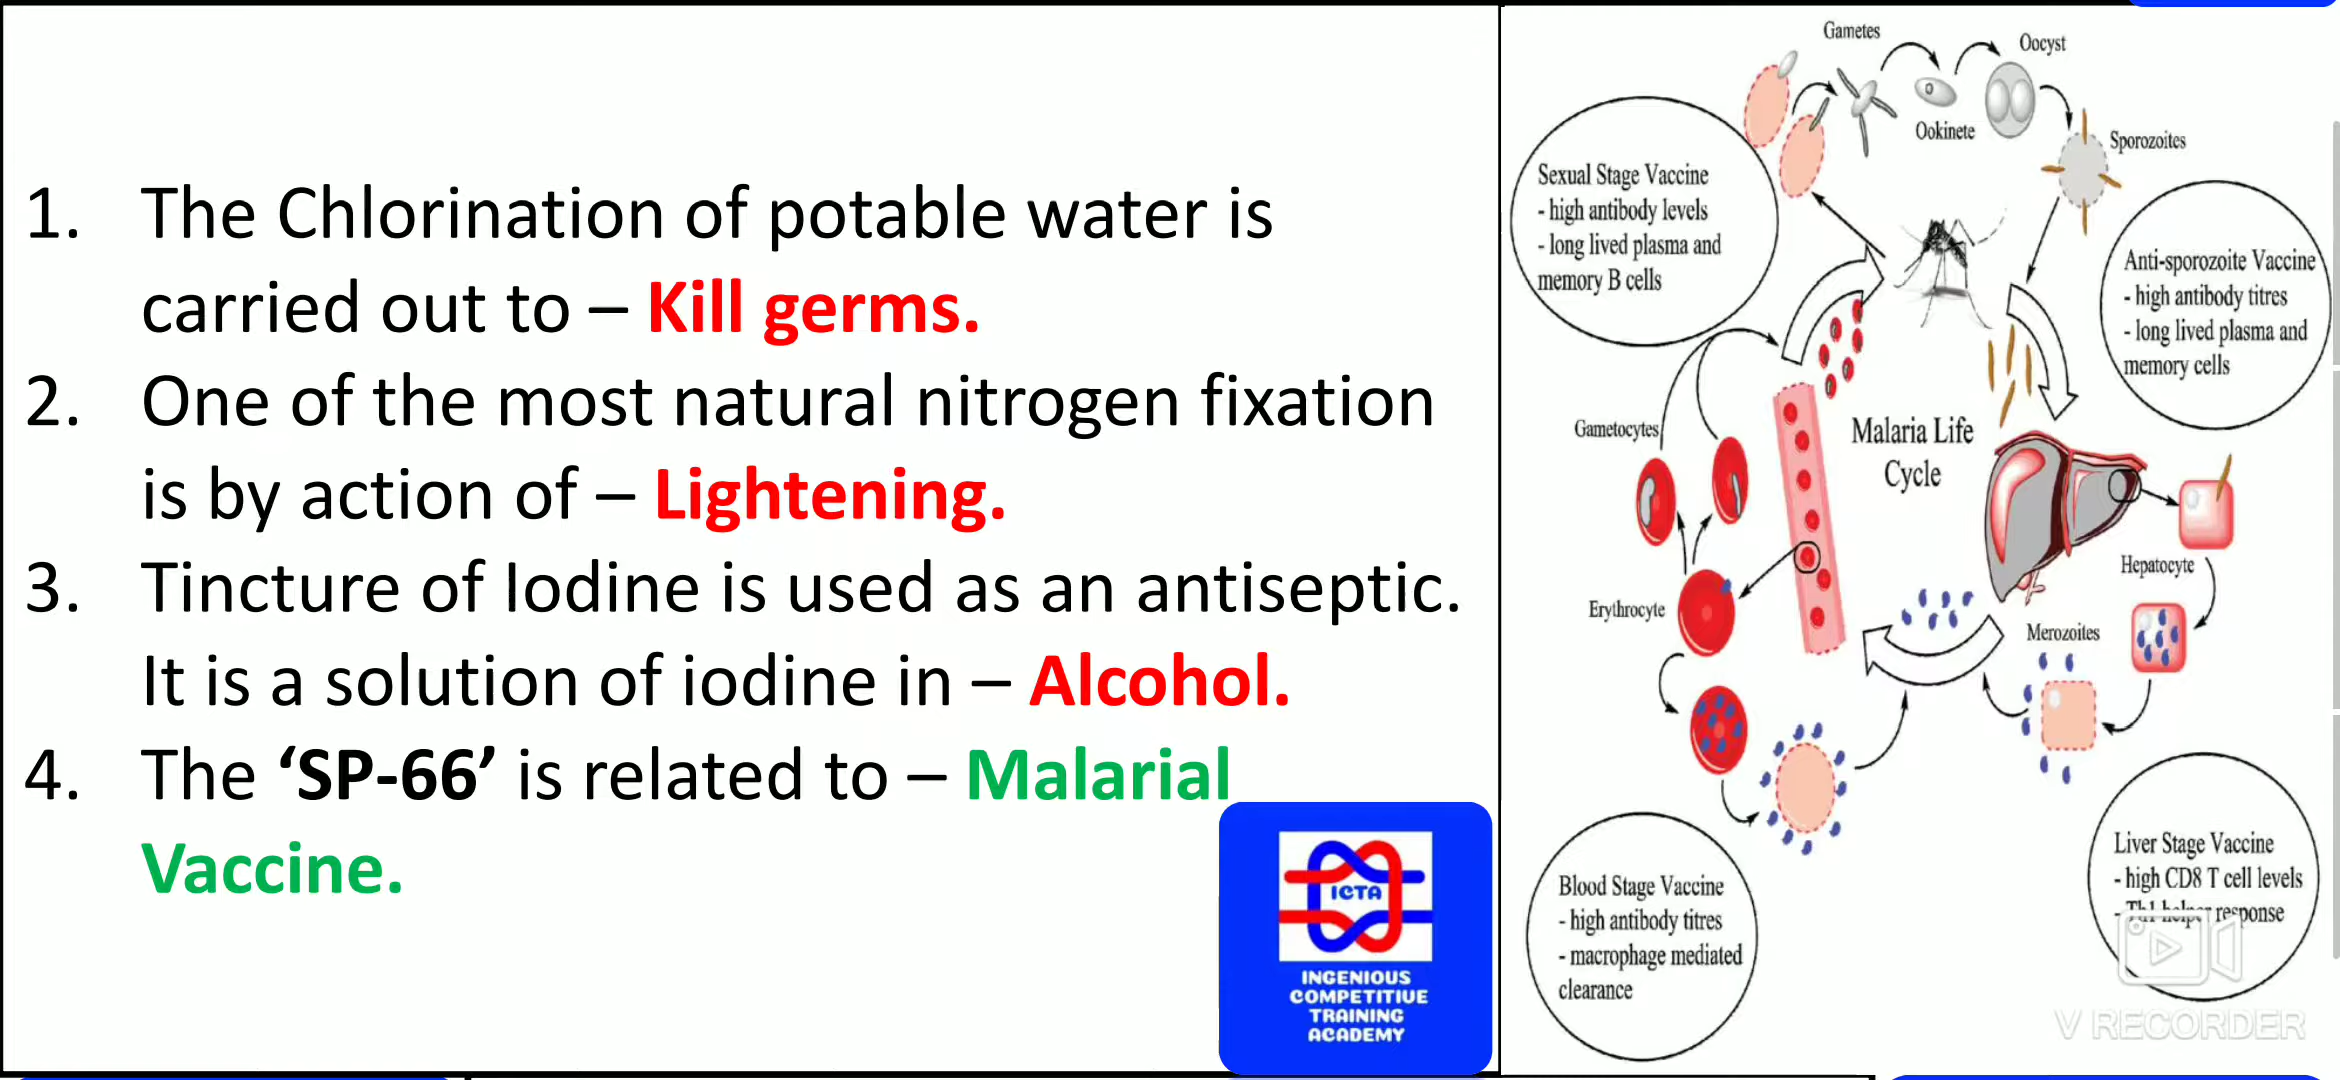 1. The Chlorination of potable water is
carried out to – Kill germs.
2. One of the most natural nitrogen fixation
is by action of – Lightening.
3. Tincture of Iodine is used as an antiseptic.
It is a solution of iodine in – Alcohol.
4. The ‘SP-66’ is related to – Malarial
Vaccine.
ICTA
INGENIOUS
COMPETITIVE
TRAINING
ACADEMY
Gametes
Oocyst
Ookinete
Sporozoites
Sexual Stage Vaccine
- high antibody levels
- long lived plasma and
memory B cells
Anti-sporozoite Vaccine
- high antibody titres
- long lived plasma and
memory cells
Gametocytes
Malaria Life
Cycle
Hepatocyte
Erythrocyte
Merozoites
Liver Stage Vaccine
- high CD8 T cell levels
- Th1 helper response
Blood Stage Vaccine
- high antibody titres
- macrophage mediated
clearance
V RECORDER